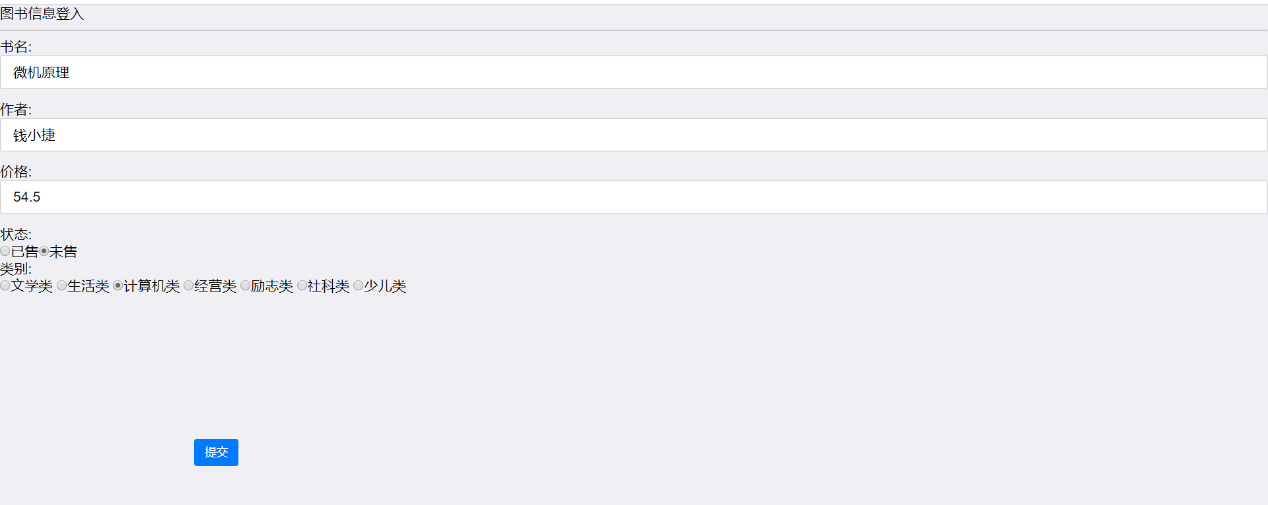 图书信息登入
书名:
微机原理
作者:
钱小捷
价格:
54.5
状态:
已售未售
类别:
文学类 生活类 计算机类 经营类 励志类 社科类 少儿类
提交